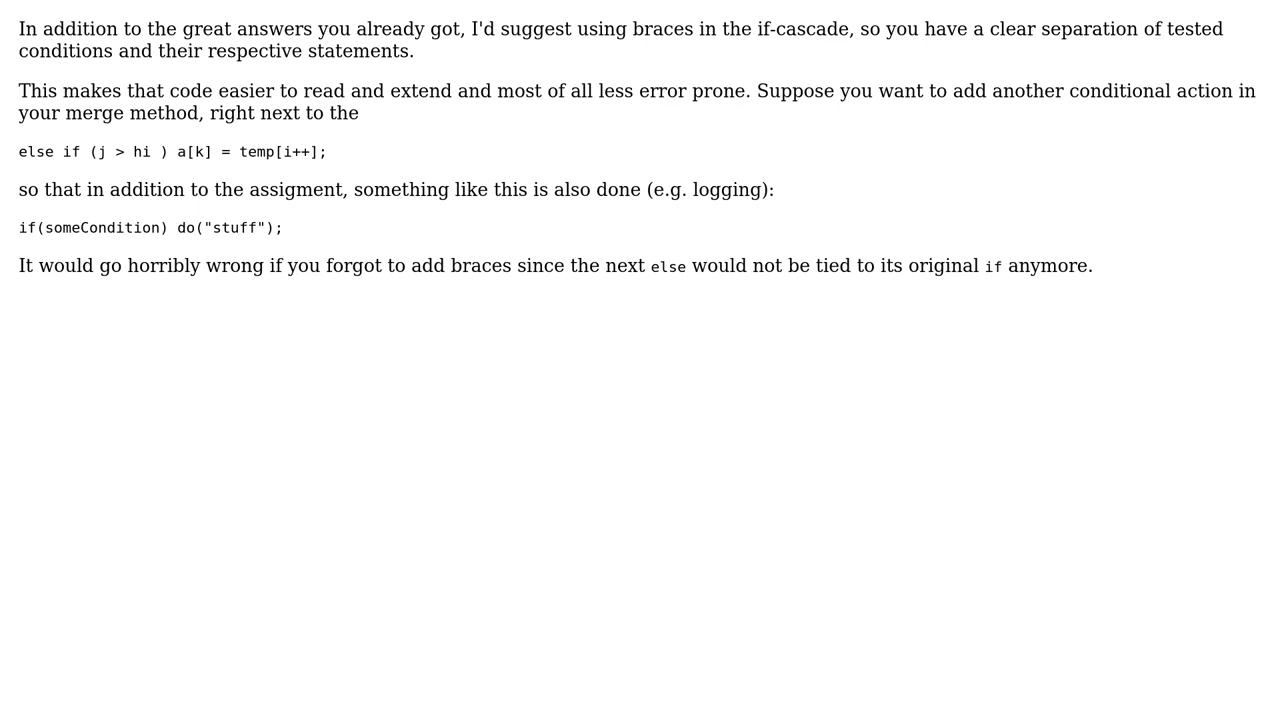 In addition to the great answers you already got, I'd suggest using braces in the if-cascade, so you have a clear separation of tested
conditions and their respective statements.
This makes that code easier to read and extend and most of all less error prone. Suppose you want to add another conditional action in
your merge method, right next to the
else if (j > hi ) a[k] = temp[i++];
so that in addition to the assigment, something like this is also done (e.g. logging):
if(someCondition) do("stuff");
It would go horribly wrong if you forgot to add braces since the next else would not be tied to its original if anymore.